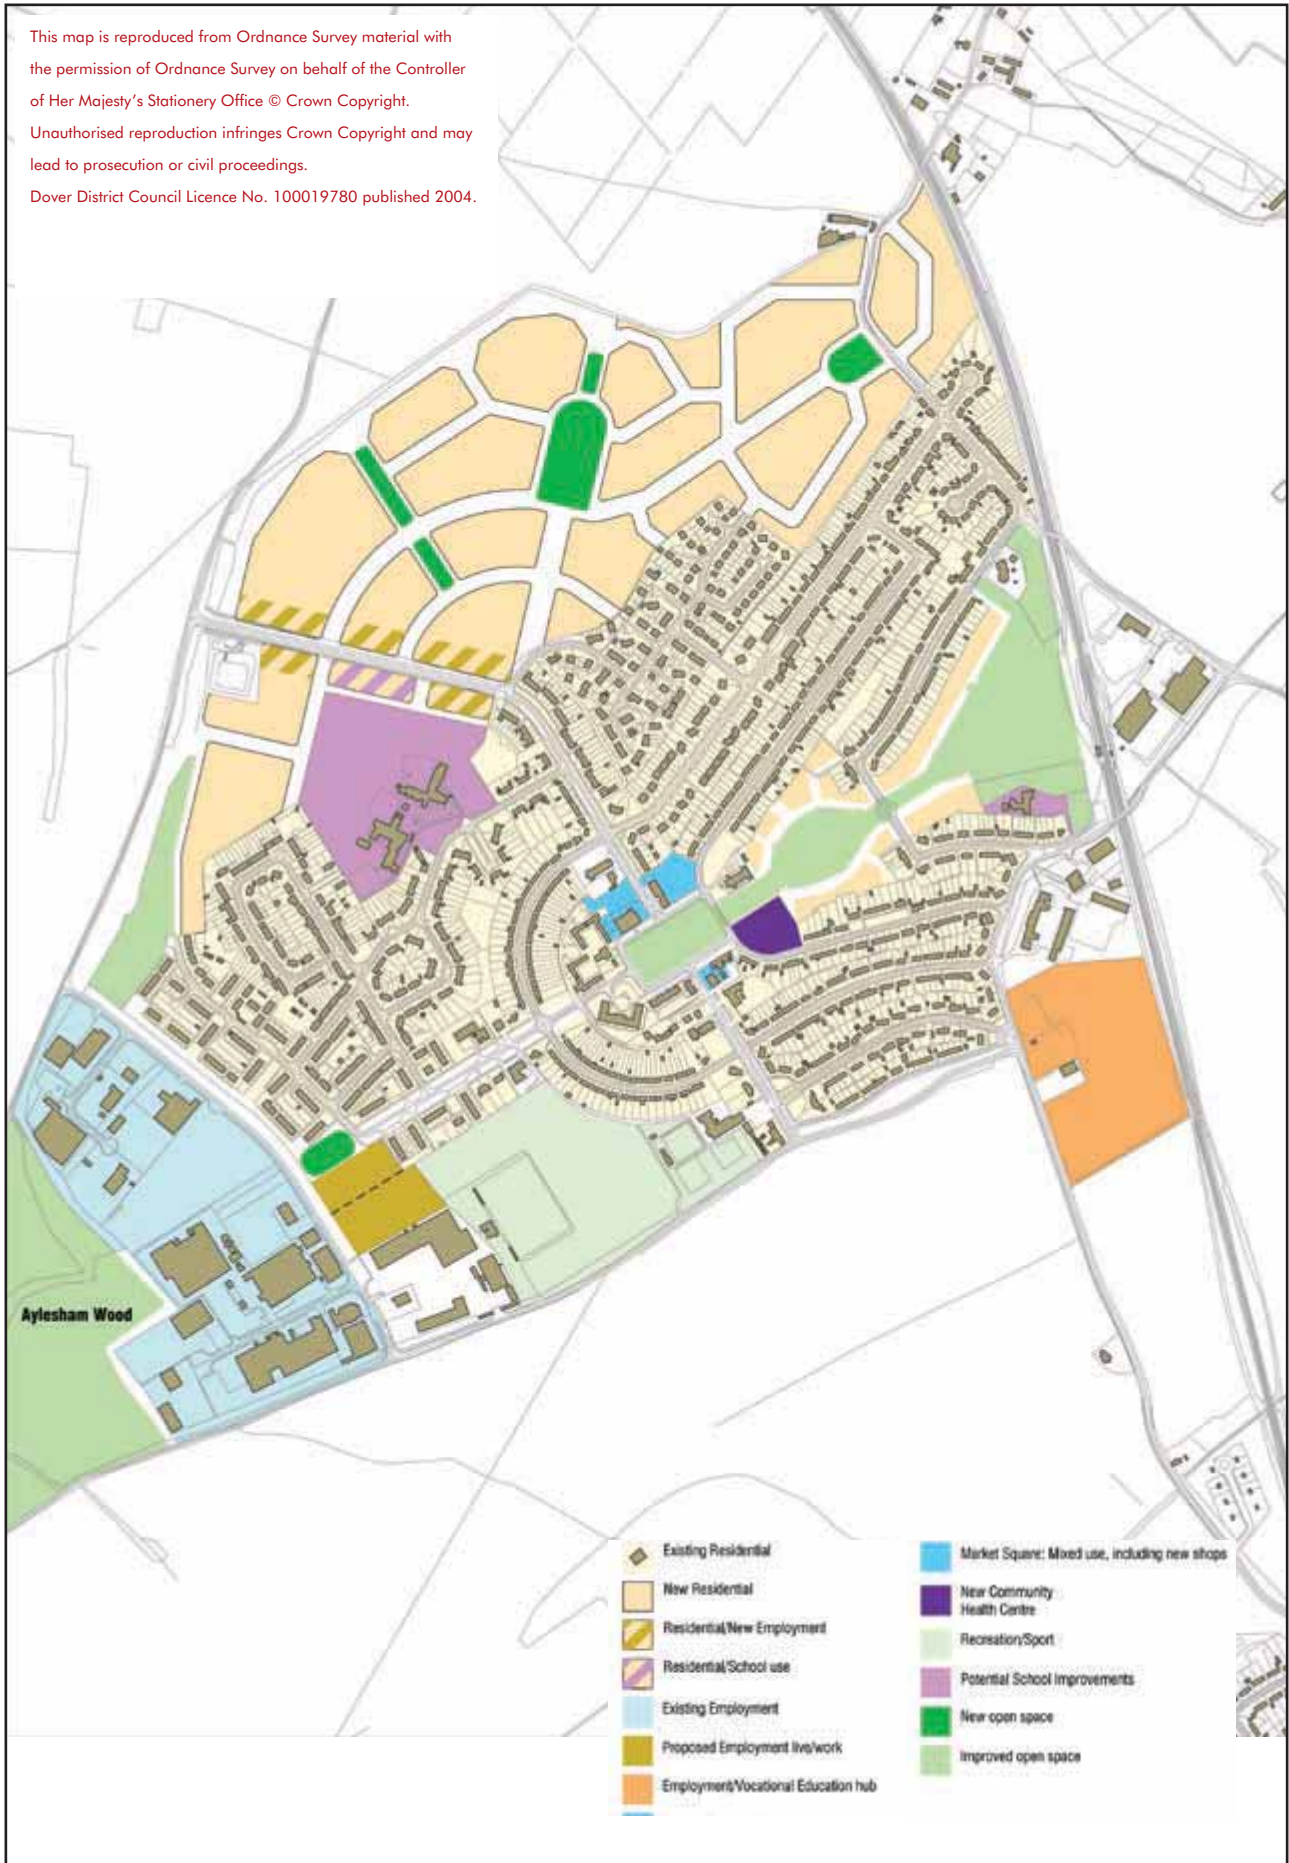 This map is reproduced from Ordnance Survey material with
the permission of Ordnance Survey on behalf of the Controller
of Her Majesty's Stationery Office © Crown Copyright.
Unauthorised reproduction infringes Crown Copyright and may
lead to prosecution or civil proceedings.
Dover District Council Licence No. 100019780 published 2004.
Aylesham Wood
Existing Residential
New Residential
Residential/New Employment
Residential/School use
Existing Employment
Proposed Employment live/work
Employment/Vocational Education hub
Market Square: Mixed use, including new shops
New Community
Health Centre
Recreation/Sport
Potential School Improvements
New open space
Improved open space